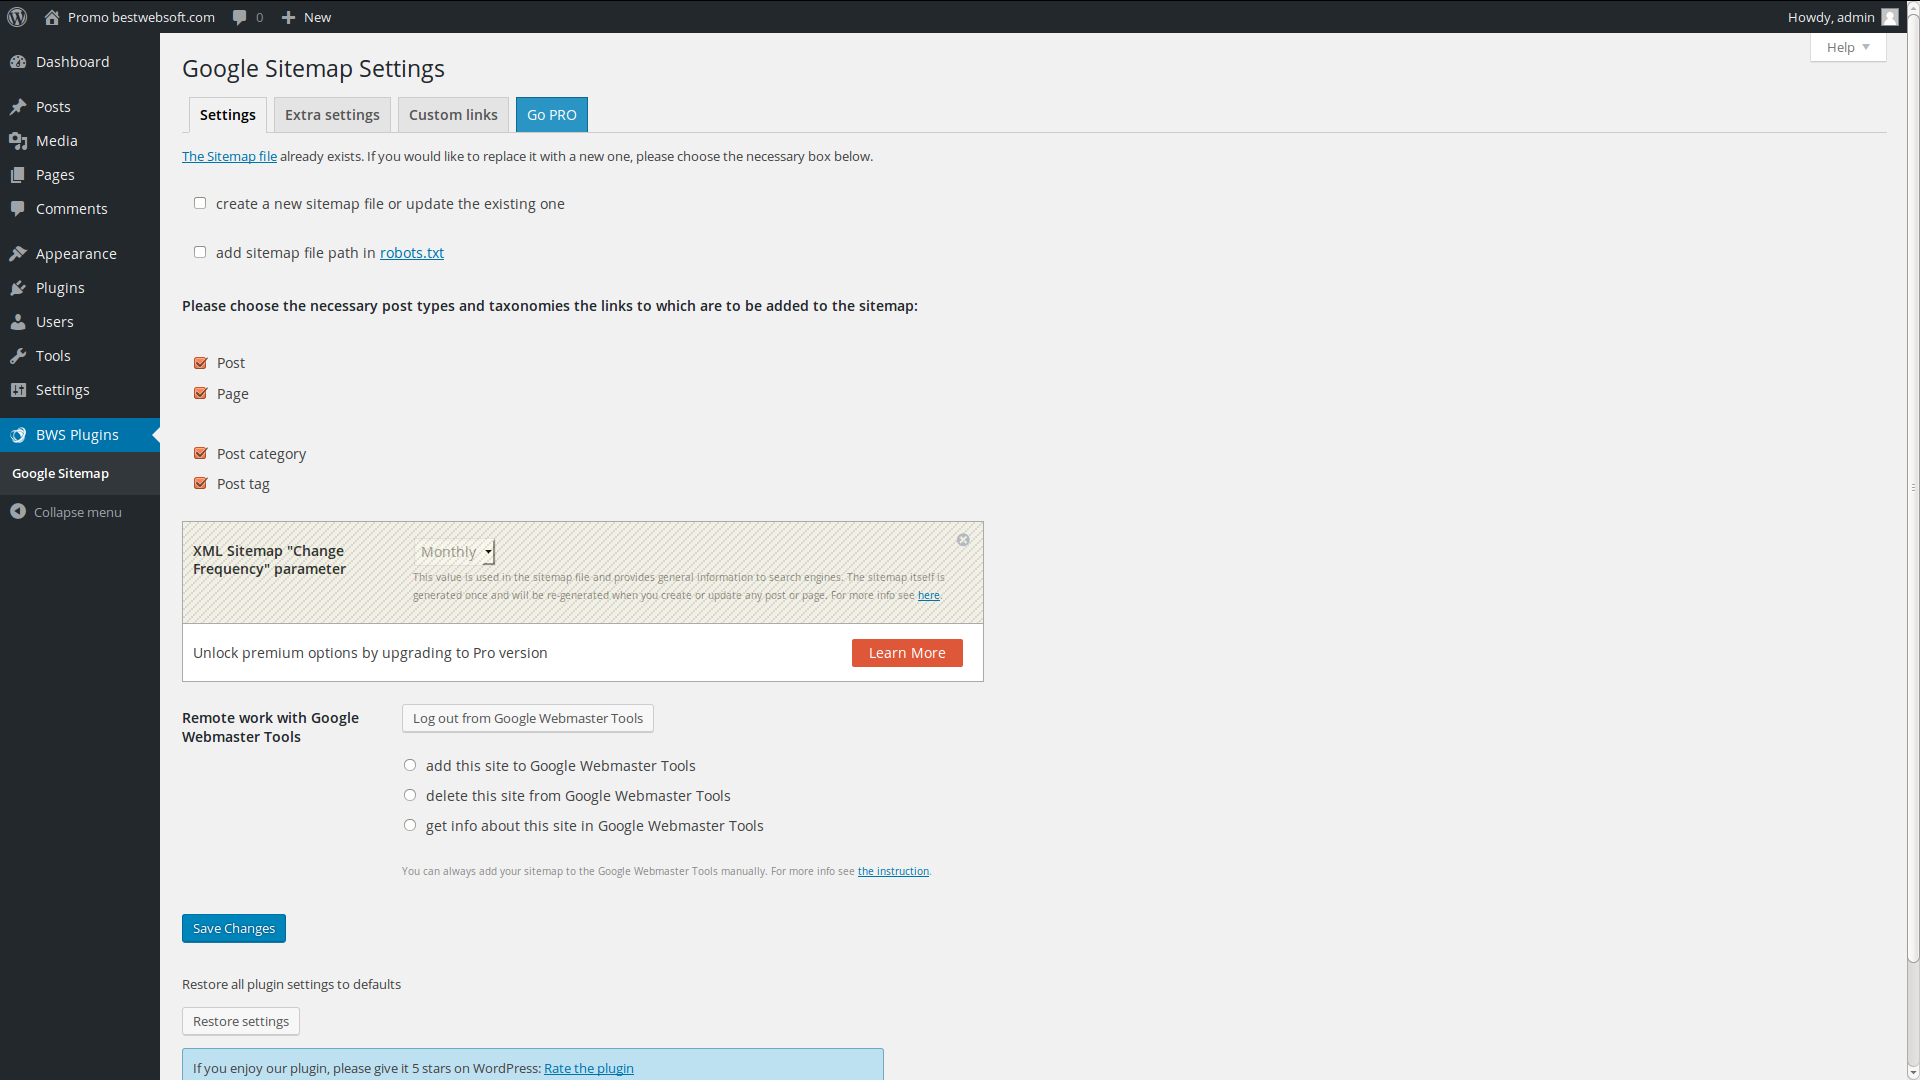 Promo bestwebsoft.com 0 New Howdy, admin
Help
Dashboard
Posts
Media
Pages
Comments
Appearance
Plugins
Users
Tools
Settings
BWS Plugins
Google Sitemap
Collapse menu
Google Sitemap Settings
Settings Extra settings Custom links Go PRO
The Sitemap file already exists. If you would like to replace it with a new one, please choose the necessary box below.
create a new sitemap file or update the existing one
add sitemap file path in robots.txt
Please choose the necessary post types and taxonomies the links to which are to be added to the sitemap:
Post
Page
Post category
Post tag
XML Sitemap "Change
Frequency" parameter
Monthly
This value is used in the sitemap file and provides general information to search engines. The sitemap itself is
generated once and will be re-generated when you create or update any post or page. For more info see here.
Unlock premium options by upgrading to Pro version
Learn More
Remote work with Google
Webmaster Tools
Log out from Google Webmaster Tools
add this site to Google Webmaster Tools
delete this site from Google Webmaster Tools
get info about this site in Google Webmaster Tools
You can always add your sitemap to the Google Webmaster Tools manually. For more info see the instruction.
Save Changes
Restore all plugin settings to defaults
Restore settings
If you enjoy our plugin, please give it 5 stars on WordPress: Rate the plugin